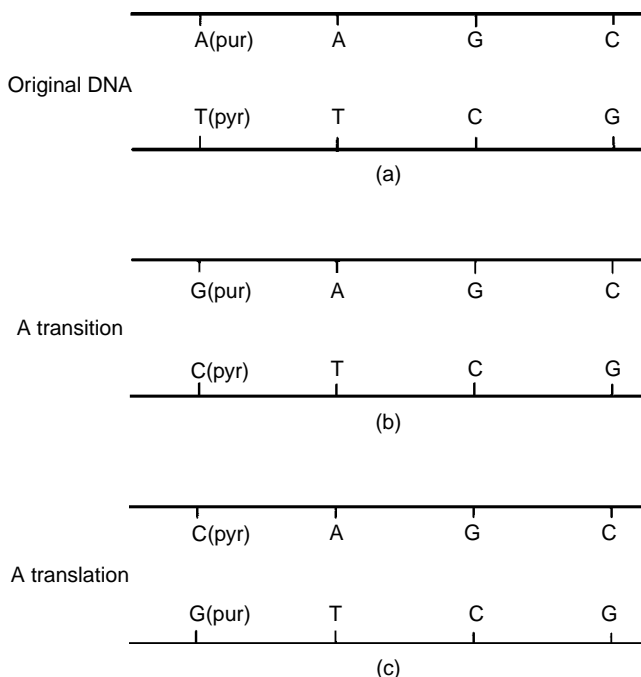 A(pur) A G C
Original DNA
T(pyr) T C G
(a)
G(pur) A G C
A transition
C(pyr) T C G
(b)
C(pyr) A G C
A translation
G(pur) T C G
(c)